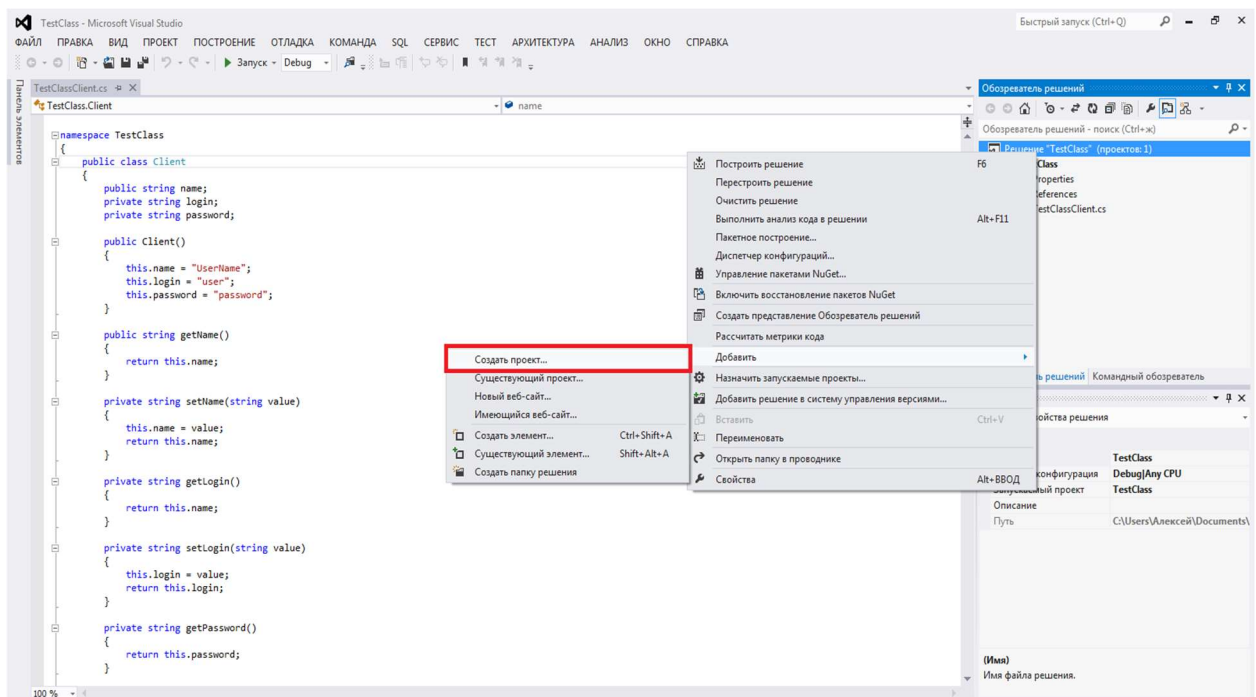 TestClass - Microsoft Visual Studio
Быстрый запуск (Ctrl+Q)
ФАЙЛ ПРАВКА ВИД ПРОЕКТ ПОСТРОЕНИЕ ОТЛАДКА КОМАНДА SQL СЕРВИС ТЕСТ АРХИТЕКТУРА АНАЛИЗ ОКНО СПРАВКА
Запуск Debug
Панель элементов
TestClassClient.cs
TestClass.Client
name
namespace TestClass
{
public class Client
{
public string name;
private string login;
private string password;
public Client()
{
this.name = "UserName";
this.login = "user";
this.password = "password";
}
public string getName()
{
return this.name;
}
private string setName(string value)
{
this.name = value;
return this.name;
}
private string getLogin()
{
return this.name;
}
private string setLogin(string value)
{
this.login = value;
return this.login;
}
private string getPassword()
{
return this.password;
}
100 %
Создать проект...
Существующий проект...
Новый веб-сайт...
Имеющийся веб-сайт...
Создать элемент... Ctrl+Shift+A
Существующий элемент... Shift+Alt+A
Создать папку решения
Построить решение F6
Перестроить решение
Очистить решение
Выполнить анализ кода в решении Alt+F11
Пакетное построение...
Диспетчер конфигураций...
Управление пакетами NuGet...
Включить восстановление пакетов NuGet
Создать представление Обозреватель решений
Рассчитать метрики кода
Добавить
Назначить запускаемые проекты...
Добавить решение в систему управления версиями...
Вставить Ctrl+V
Переименовать
Открыть папку в проводнике
Свойства Alt+ВВОД
Обозреватель решений
Обозреватель решений - поиск (Ctrl+ж)
Решение "TestClass" (проектов: 1)
Class
roperties
eferences
estClassClient.cs
ь решений Командный обозреватель
ойства решения
TestClass
конфигурация Debug|Any CPU
Запускаемый проект TestClass
Описание
Путь C:\Users\Алексей\Documents\
(Имя)
Имя файла решения.